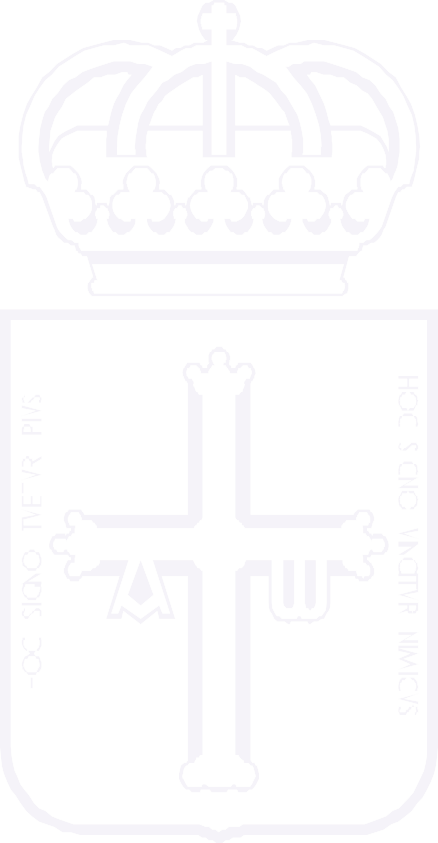 HOC SIGNO TVETVR PIVS
A W
HOC SIGNO VINCITVR INIMICVS